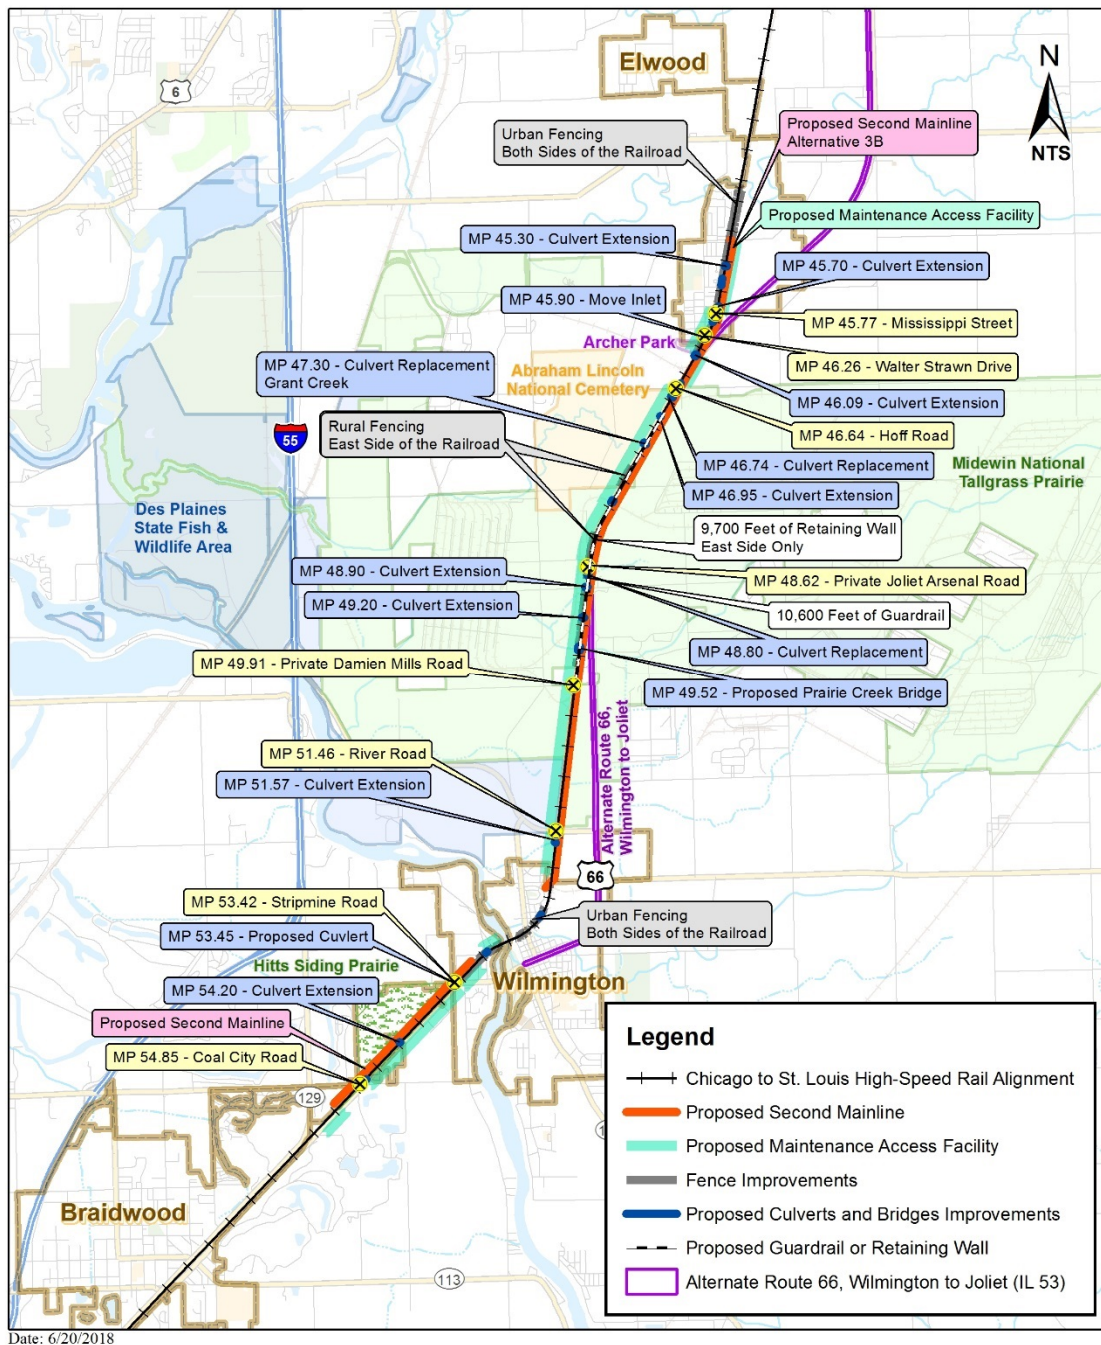 Elwood
N
NTS
6
Urban Fencing
Both Sides of the Railroad
Proposed Second Mainline
Alternative 3B
Proposed Maintenance Access Facility
MP 45.30 - Culvert Extension
MP 45.70 - Culvert Extension
MP 45.90 - Move Inlet
MP 45.77 - Mississippi Street
Archer Park
MP 46.26 - Walter Strawn Drive
MP 47.30 - Culvert Replacement
Grant Creek
Abraham Lincoln
National Cemetery
MP 46.09 - Culvert Extension
Rural Fencing
East Side of the Railroad
55
MP 46.64 - Hoff Road
MP 46.74 - Culvert Replacement
Midewin National
Tallgrass Prairie
MP 46.95 - Culvert Extension
Des Plaines
State Fish &
Wildlife Area
9,700 Feet of Retaining Wall
East Side Only
MP 48.90 - Culvert Extension
MP 48.62 - Private Joliet Arsenal Road
MP 49.20 - Culvert Extension
10,600 Feet of Guardrail
MP 48.80 - Culvert Replacement
MP 49.91 - Private Damien Mills Road
MP 49.52 - Proposed Prairie Creek Bridge
Alternate Route 66,
Wilmington to Joliet
MP 51.46 - River Road
MP 51.57 - Culvert Extension
66
MP 53.42 - Stripmine Road
Urban Fencing
Both Sides of the Railroad
MP 53.45 - Proposed Cuvlert
Hitts Siding Prairie
Wilmington
MP 54.20 - Culvert Extension
Proposed Second Mainline
MP 54.85 - Coal City Road
129
Braidwood
113
Legend
Chicago to St. Louis High-Speed Rail Alignment
Proposed Second Mainline
Proposed Maintenance Access Facility
Fence Improvements
Proposed Culverts and Bridges Improvements
Proposed Guardrail or Retaining Wall
Alternate Route 66, Wilmington to Joliet (IL 53)
Date: 6/20/2018